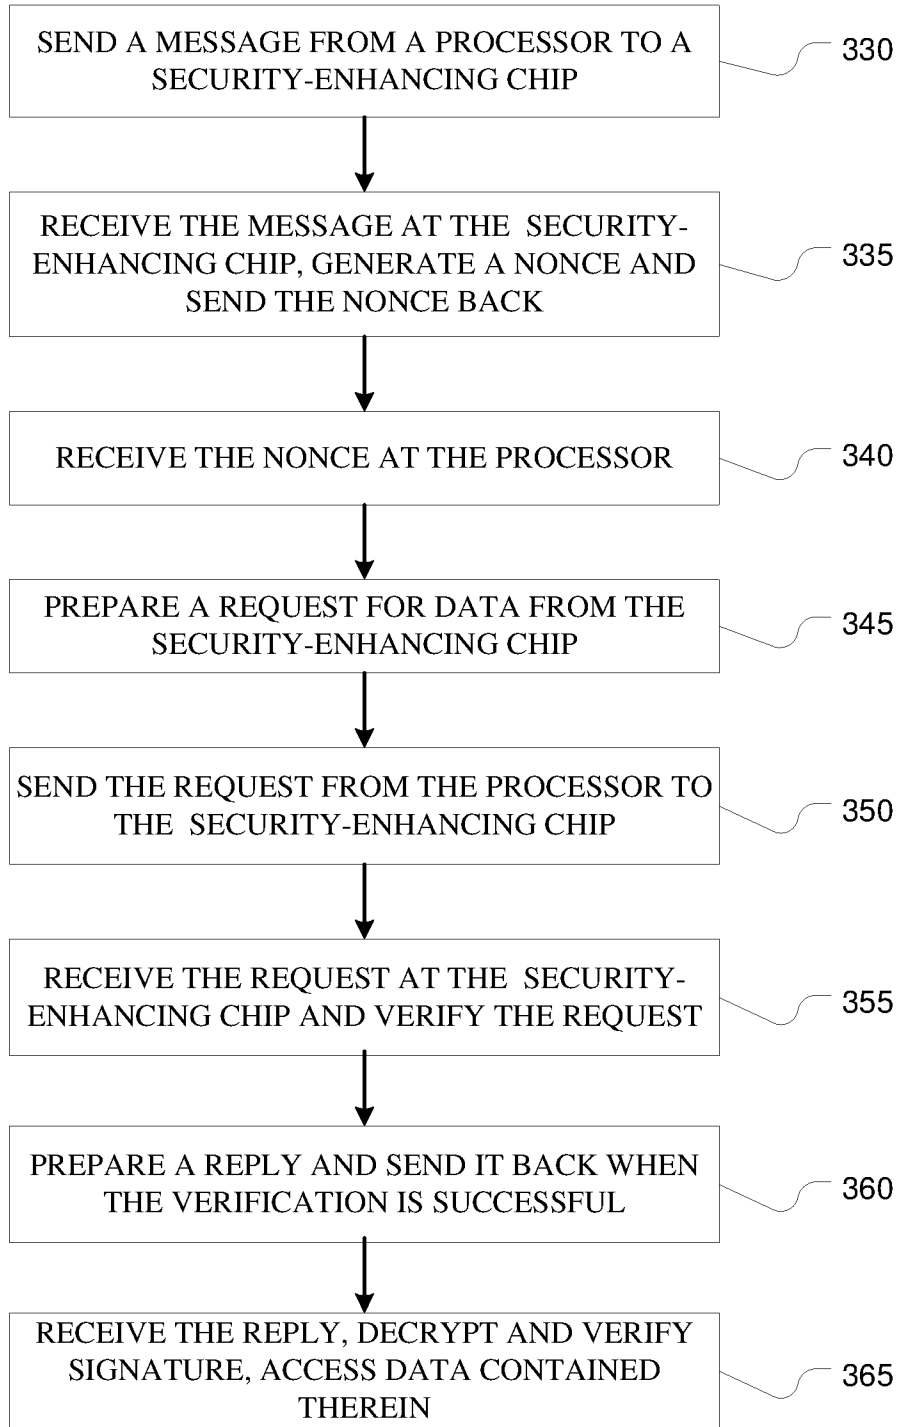 SEND A MESSAGE FROM A PROCESSOR TO A
SECURITY-ENHANCING CHIP
330
RECEIVE THE MESSAGE AT THE SECURITY-
ENHANCING CHIP, GENERATE A NONCE AND
SEND THE NONCE BACK
335
RECEIVE THE NONCE AT THE PROCESSOR
340
PREPARE A REQUEST FOR DATA FROM THE
SECURITY-ENHANCING CHIP
345
SEND THE REQUEST FROM THE PROCESSOR TO
THE SECURITY-ENHANCING CHIP
350
RECEIVE THE REQUEST AT THE SECURITY-
ENHANCING CHIP AND VERIFY THE REQUEST
355
PREPARE A REPLY AND SEND IT BACK WHEN
THE VERIFICATION IS SUCCESSFUL
360
RECEIVE THE REPLY, DECRYPT AND VERIFY
SIGNATURE, ACCESS DATA CONTAINED
THEREIN
365